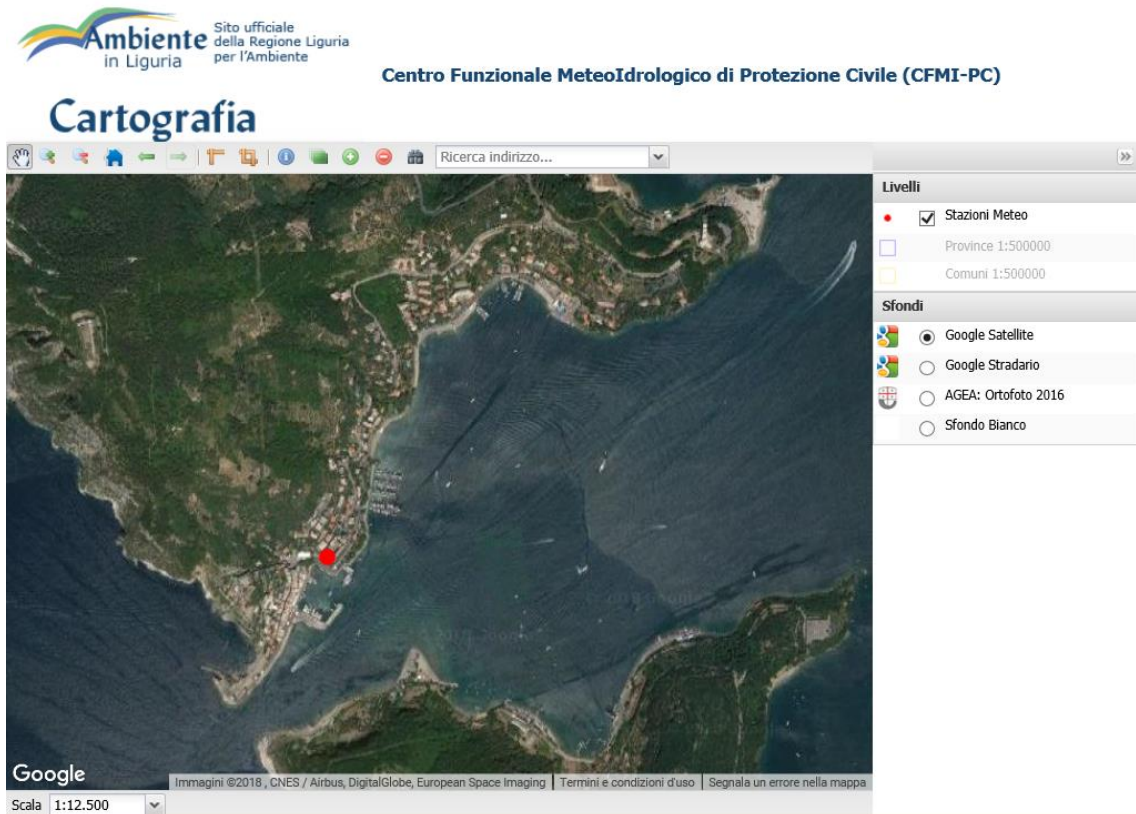 Ambiente
in Liguria
Sito ufficiale
della Regione Liguria
per l'Ambiente
Centro Funzionale MeteoIdrologico di Protezione Civile (CFMI-PC)
Cartografia
Ricerca indirizzo...
Livelli
Stazioni Meteo
Province 1:500000
Comuni 1:500000
Sfondi
Google Satellite
Google Stradario
AGEA: Ortofoto 2016
Sfondo Bianco
Google
Immagini ©2018 , CNES / Airbus, DigitalGlobe, European Space Imaging
Termini e condizioni d'uso
Segnala un errore nella mappa
Scala 1:12.500